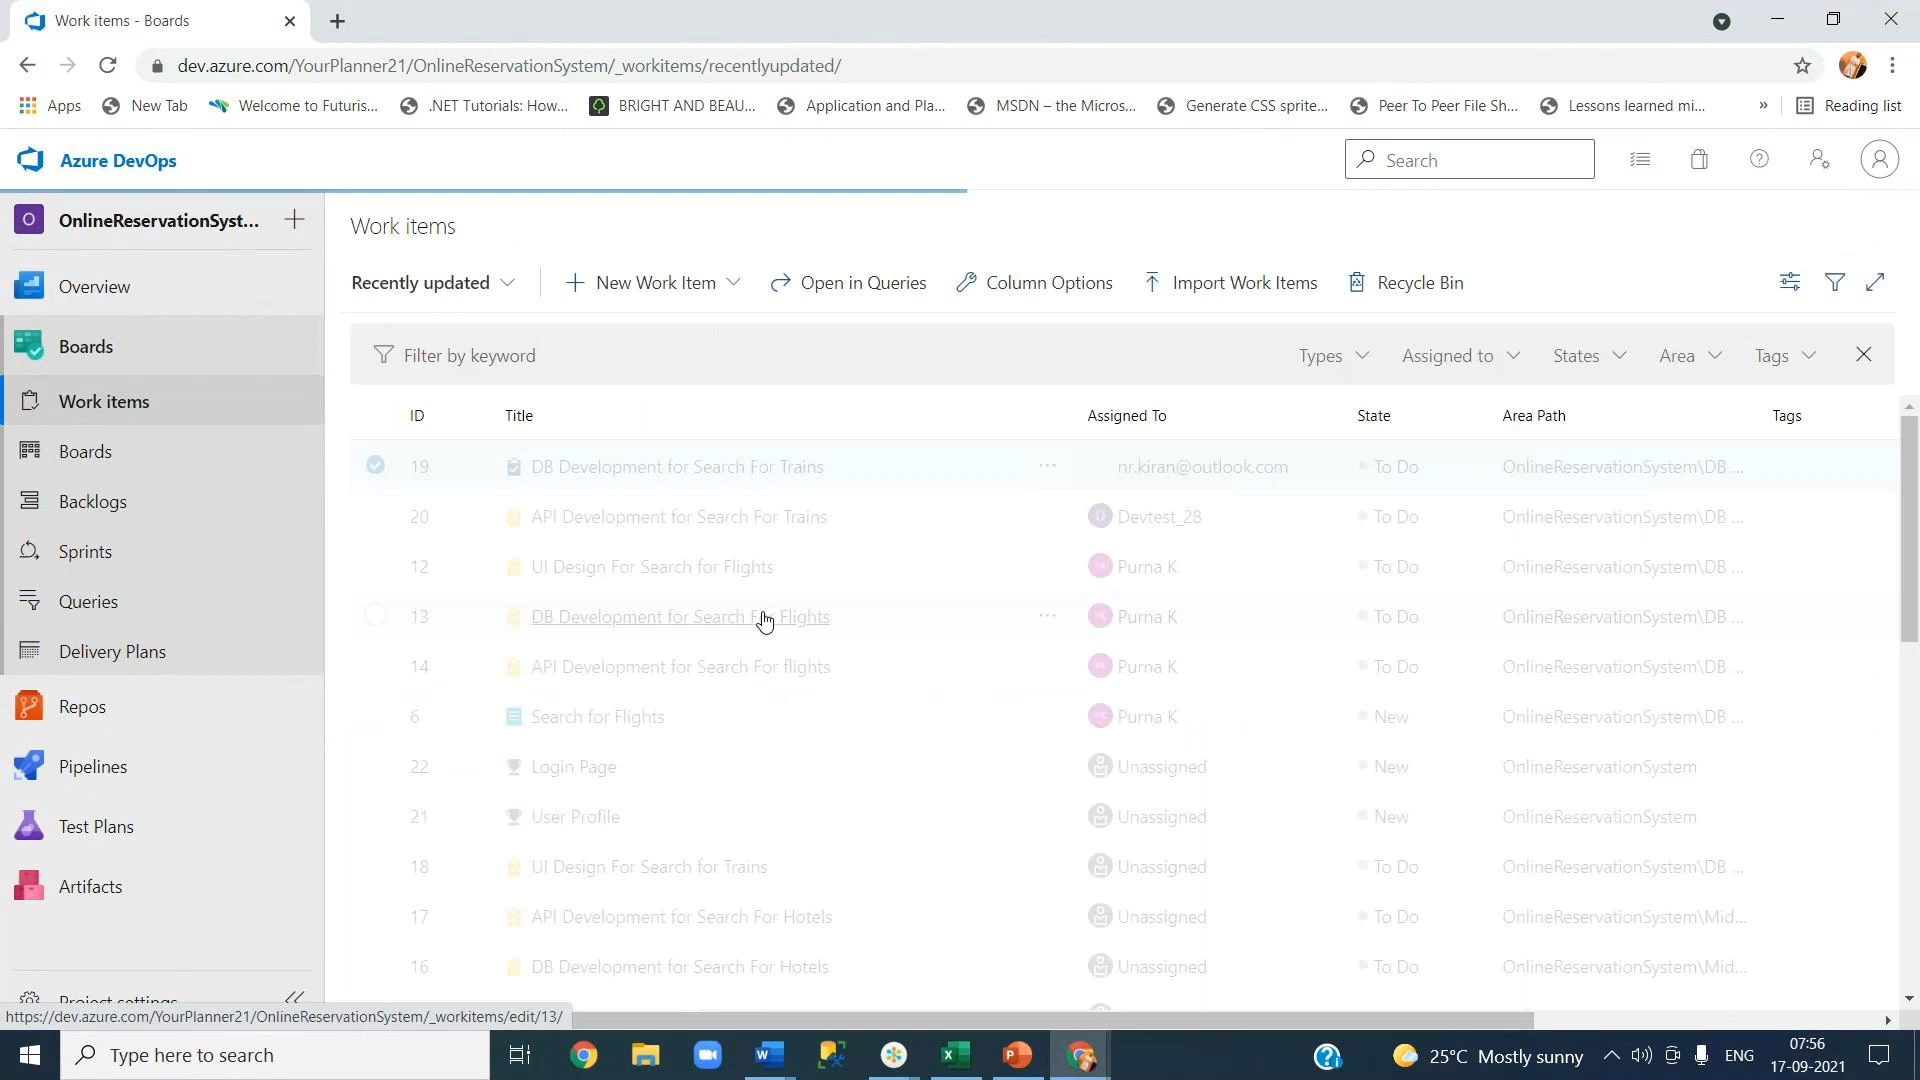 Work items - Boards
dev.azure.com/YourPlanner21/OnlineReservationSystem/_workitems/recentlyupdated/
Apps New Tab Welcome to Futuris... .NET Tutorials: How... BRIGHT AND BEAU... Application and Pla... MSDN – the Micros... Generate CSS sprite... Peer To Peer File Sh... Lessons learned mi... » Reading list
Azure DevOps Search
O OnlineReservationSyst...
Overview
Boards
Work items
Boards
Backlogs
Sprints
Queries
Delivery Plans
Repos
Pipelines
Test Plans
Artifacts
Project settings
Work items
Recently updated New Work Item Open in Queries Column Options Import Work Items Recycle Bin
Filter by keyword Types Assigned to States Area Tags
ID Title Assigned To State Area Path Tags
19 DB Development for Search For Trains ... nr.kiran@outlook.com To Do OnlineReservationSystem\DB ...
20 API Development for Search For Trains D Devtest_28 To Do OnlineReservationSystem\DB ...
12 UI Design For Search for Flights PK Purna K To Do OnlineReservationSystem\DB ...
13 DB Development for Search For Flights ... PK Purna K To Do OnlineReservationSystem\DB ...
14 API Development for Search For flights PK Purna K To Do OnlineReservationSystem\DB ...
6 Search for Flights PK Purna K New OnlineReservationSystem\DB ...
22 Login Page Unassigned New OnlineReservationSystem
21 User Profile Unassigned New OnlineReservationSystem
18 UI Design For Search for Trains Unassigned To Do OnlineReservationSystem\DB ...
17 API Development for Search For Hotels Unassigned To Do OnlineReservationSystem\Mid...
16 DB Development for Search For Hotels Unassigned To Do OnlineReservationSystem\Mid...
https://dev.azure.com/YourPlanner21/OnlineReservationSystem/_workitems/edit/13/
Type here to search
25°C Mostly sunny ENG
07:56
17-09-2021